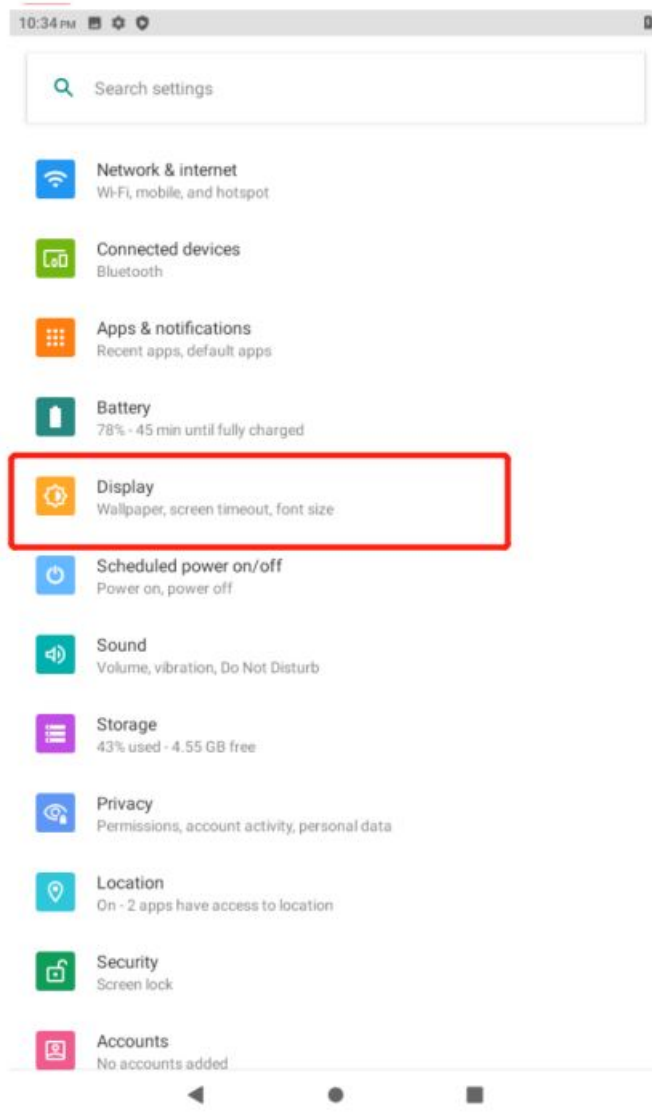 10:34 PM
Search settings
Network & internet
Wi-Fi, mobile, and hotspot
Connected devices
Bluetooth
Apps & notifications
Recent apps, default apps
Battery
78% - 45 min until fully charged
Display
Wallpaper, screen timeout, font size
Scheduled power on/off
Power on, power off
Sound
Volume, vibration, Do Not Disturb
Storage
43% used - 4.55 GB free
Privacy
Permissions, account activity, personal data
Location
On - 2 apps have access to location
Security
Screen lock
Accounts
No accounts added